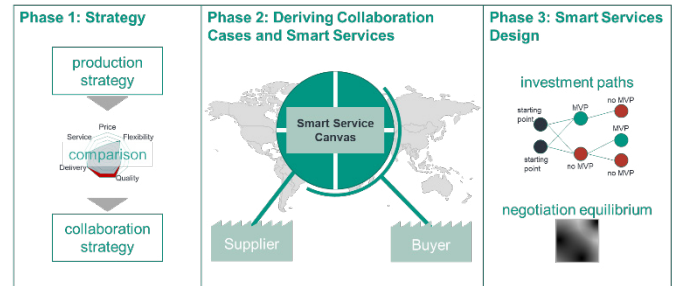 Phase 1: Strategy
production
strategy
Price
Service
Flexibility
comparison
Delivery
Quality
collaboration
strategy
Phase 2: Deriving Collaboration
Cases and Smart Services
Smart Service
Canvas
Supplier
Buyer
Phase 3: Smart Services
Design
investment paths
starting
point
MVP
no MVP
MVP
starting
point
no MVP
no MVP
negotiation equilibrium